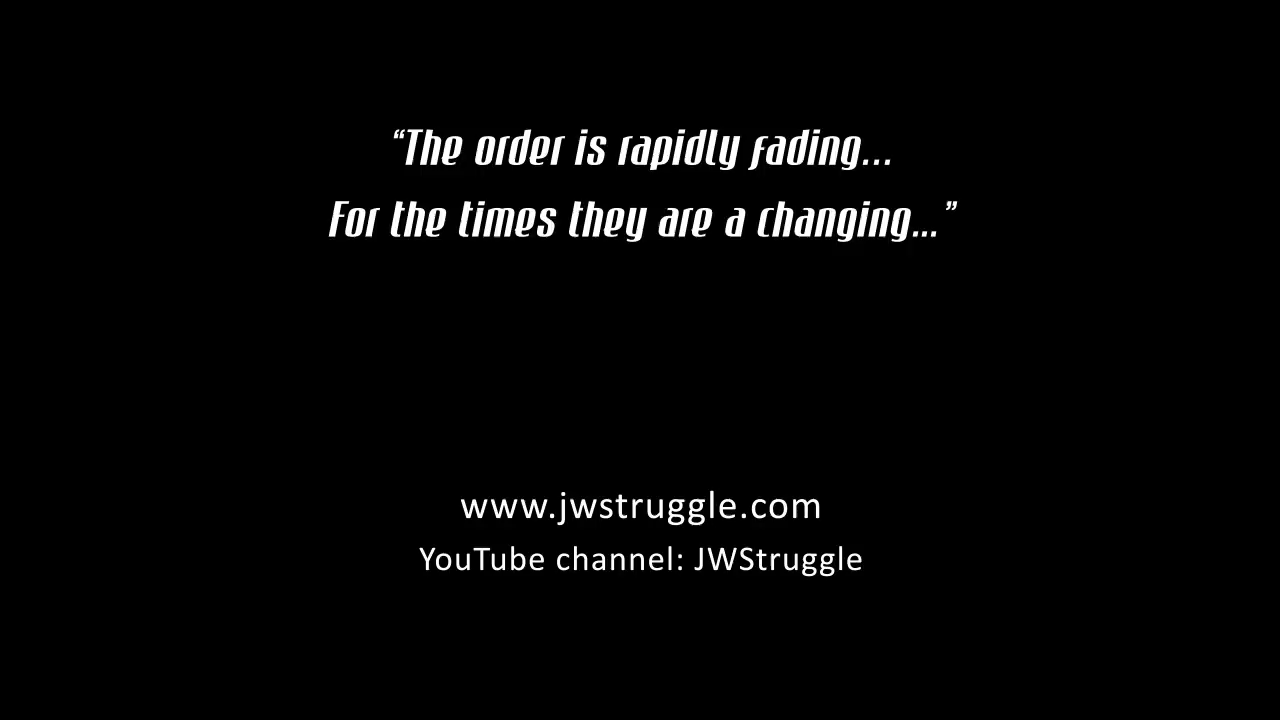 “The order is rapidly fading...
For the times they are a changing...”
www.jwstruggle.com
YouTube channel: JWStruggle